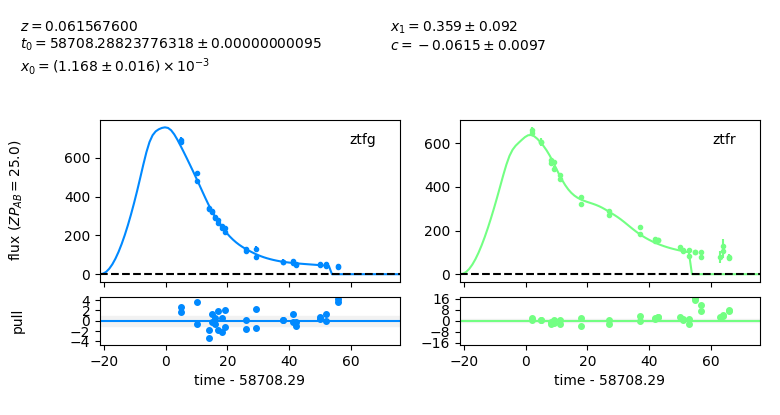 z = 0.061567600
t₀ = 58708.28823776318 ± 0.00000000095
x₀ = (1.168 ± 0.016) × 10⁻³
x₁ = 0.359 ± 0.092
c = −0.0615 ± 0.0097
flux (ZP_AB = 25.0)
600
400
200
0
ztfg
600
400
200
0
ztfr
pull
4
2
0
−2
−4
16
8
0
−8
−16
−20 0 20 40 60
−20 0 20 40 60
time - 58708.29
time - 58708.29